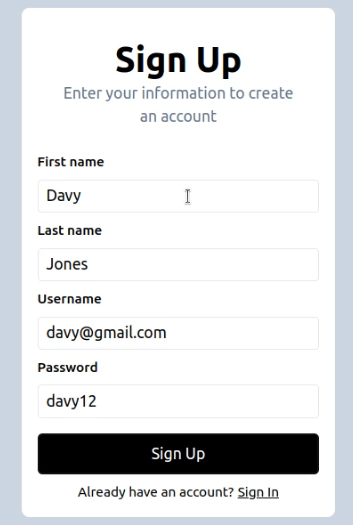 Sign Up
Enter your information to create
an account
First name
Davy
Last name
Jones
Username
davy@gmail.com
Password
davy12
Sign Up
Already have an account? Sign In